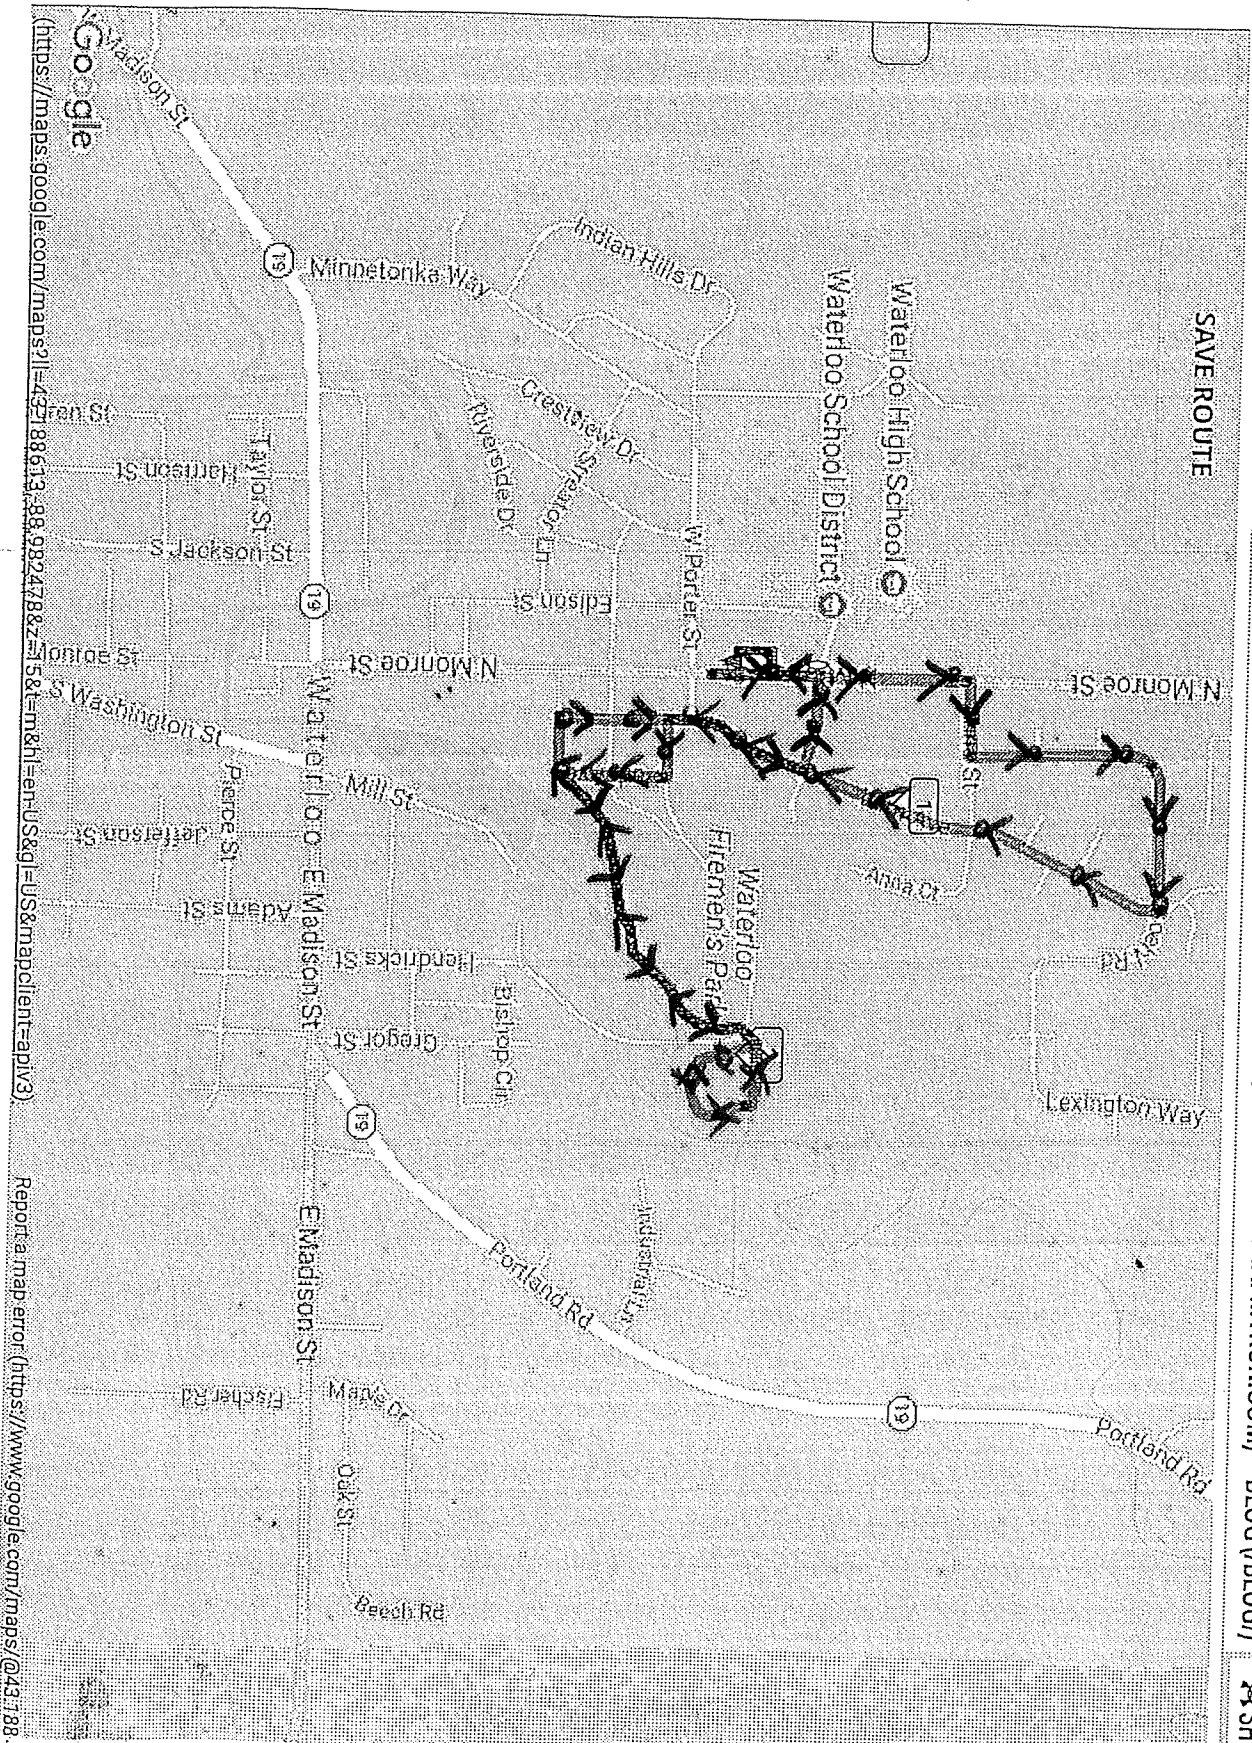 SAVE ROUTE
Waterloo High School
Waterloo School District
Indian Hills Dr
Minnetonka Way
Crestview Dr
Riverside Dr
Streator Ln
W Porter St
Edison St
N Monroe St
N Monroe St
St
1
Anna Ct
Rd
Lexington Way
Waterloo
Firemen's Park
Madison St
19
19
Taylor St
Harrison St
S Jackson St
Monroe St
S Washington St
Waterloo
Mill St
Pierce St
Jefferson St
Adams St
E Madison St
Hendricks St
Bishop Cir
Gregor St
19
Industrial Ln
Portland Rd
19
Portland Rd
E Madison St
Fischer Rd
Marie Dr
Oak St
Beech Rd
Google
(https://maps.google.com/maps?ll=43.188613,-88.982478&z=15&t=m&hl=en-US&gl=US&mapclient=apiv3)
Report a map error (https://www.google.com/maps/@43.188